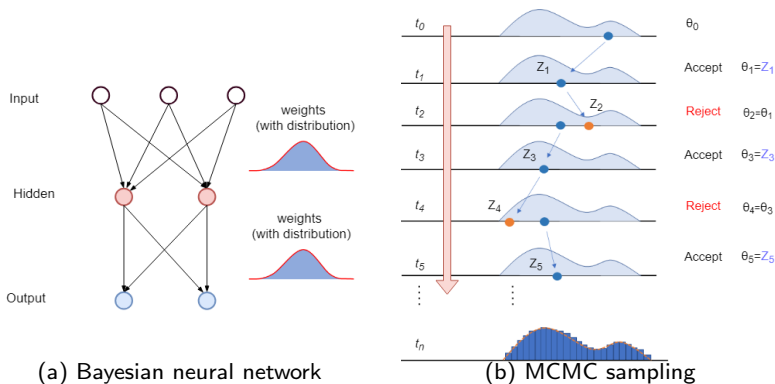 Input
weights
(with distribution)
Hidden
weights
(with distribution)
Output
(a) Bayesian neural network
t0 θ0
Z1
t1 Accept θ1=Z1
Z2
t2 Reject θ2=θ1
t3 Z3 Accept θ3=Z3
Z4
t4 Reject θ4=θ3
t5 Z5 Accept θ5=Z5
tn
(b) MCMC sampling